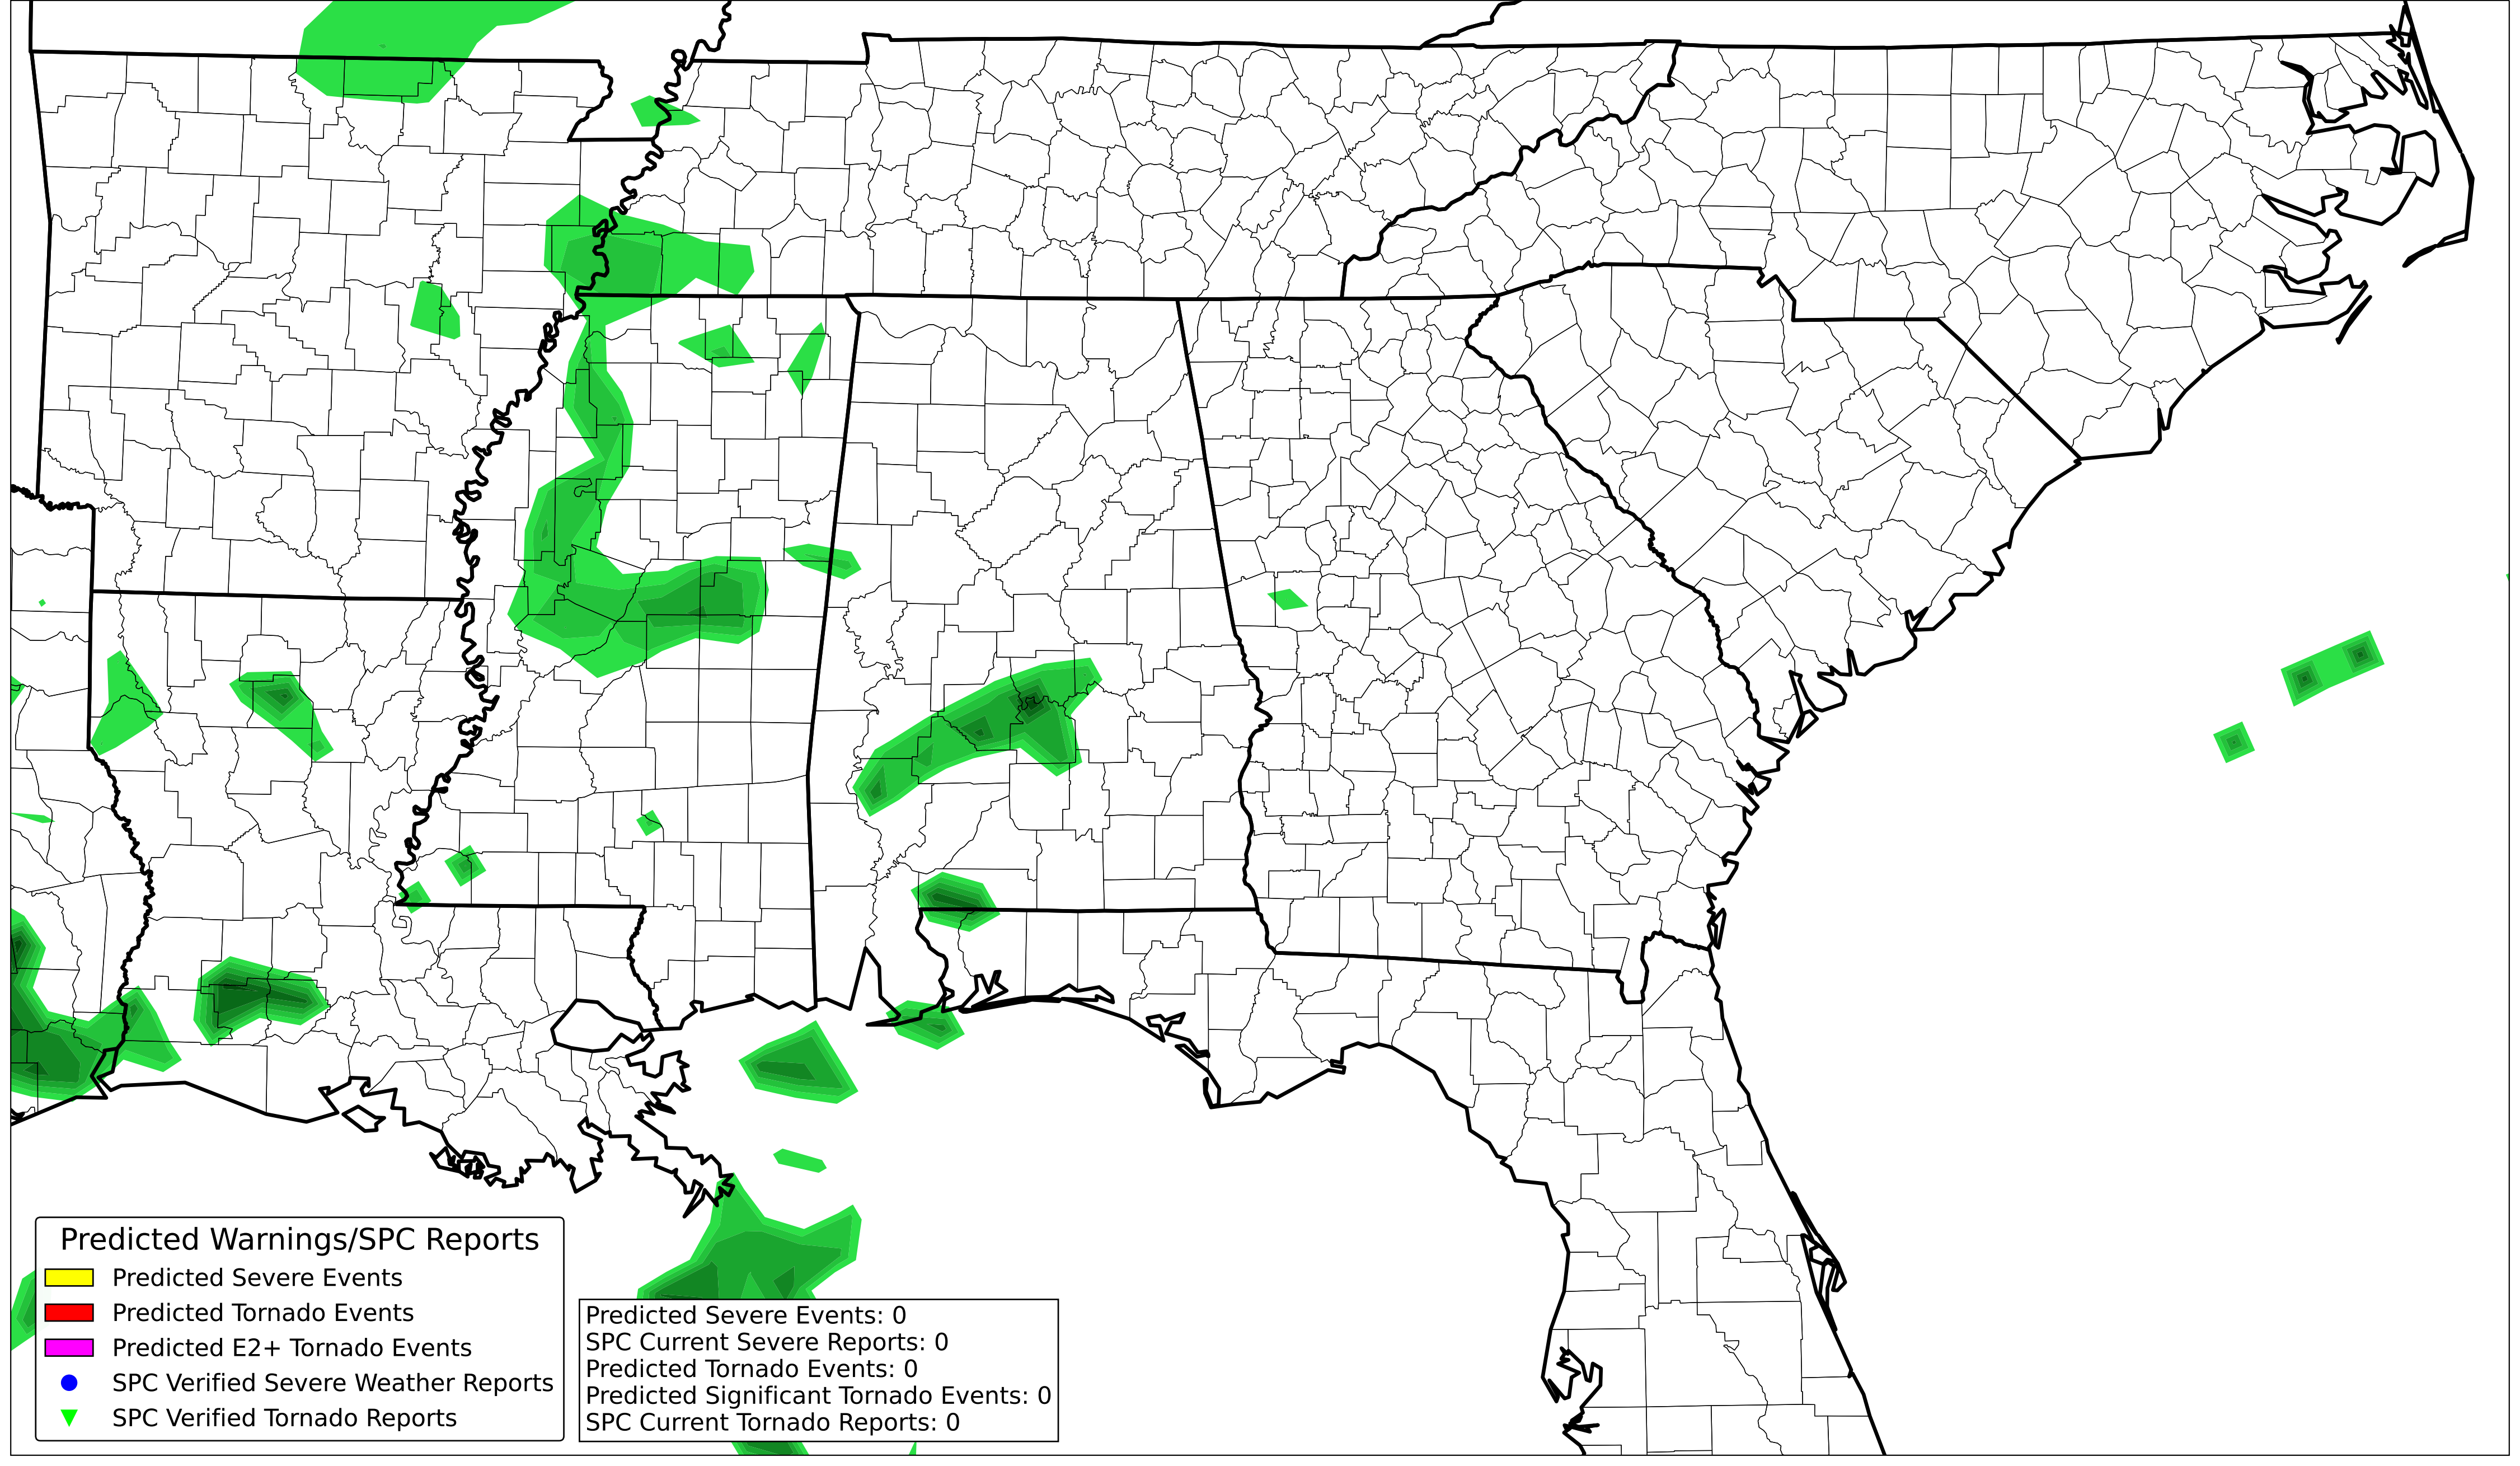 Predicted Warnings/SPC Reports
Predicted Severe Events
Predicted Tornado Events
Predicted E2+ Tornado Events
SPC Verified Severe Weather Reports
SPC Verified Tornado Reports
Predicted Severe Events: 0
SPC Current Severe Reports: 0
Predicted Tornado Events: 0
Predicted Significant Tornado Events: 0
SPC Current Tornado Reports: 0